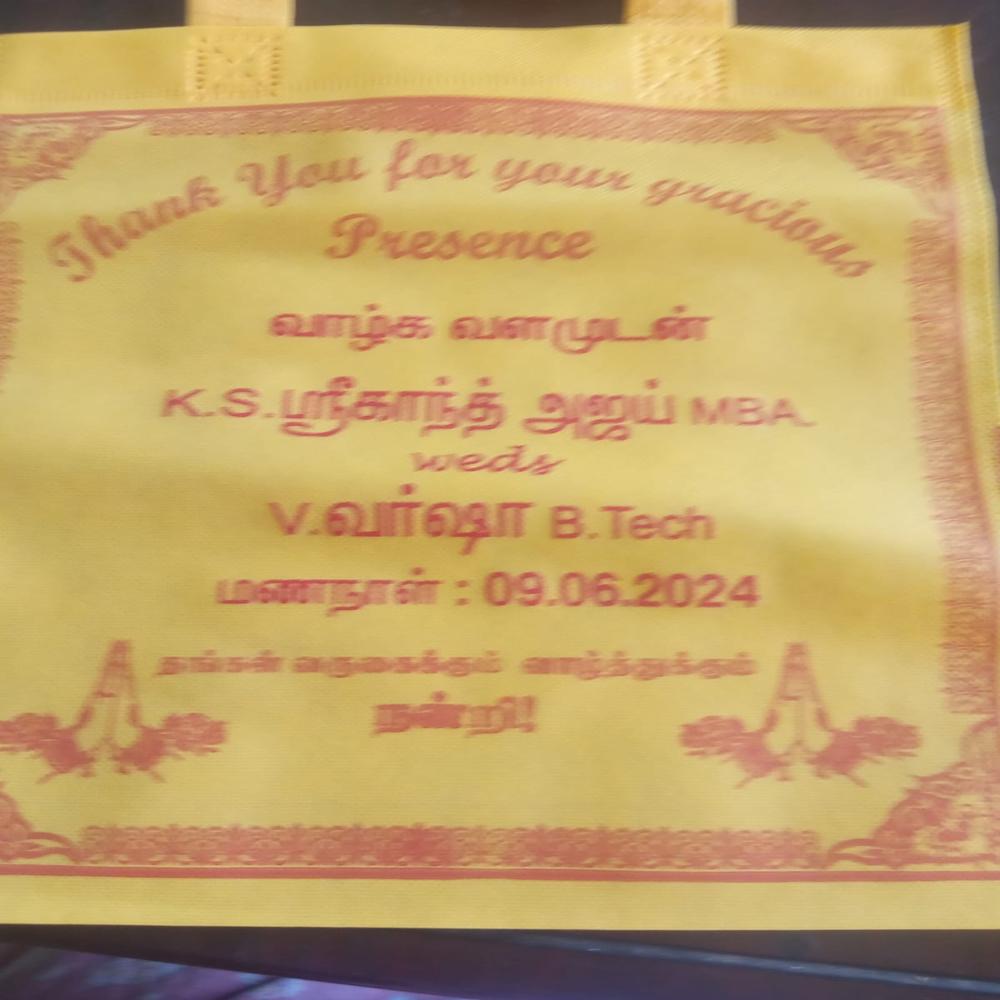 Thank You for your gracious
Presence
வாழ்க வளமுடன்
K.S.ஸ்ரீகாந்த் அஜய் MBA.
weds
V.வர்ஷா B.Tech
மணநாள் : 09.06.2024
தங்கள் வருகைக்கும் வாழ்த்துக்கும்
நன்றி!